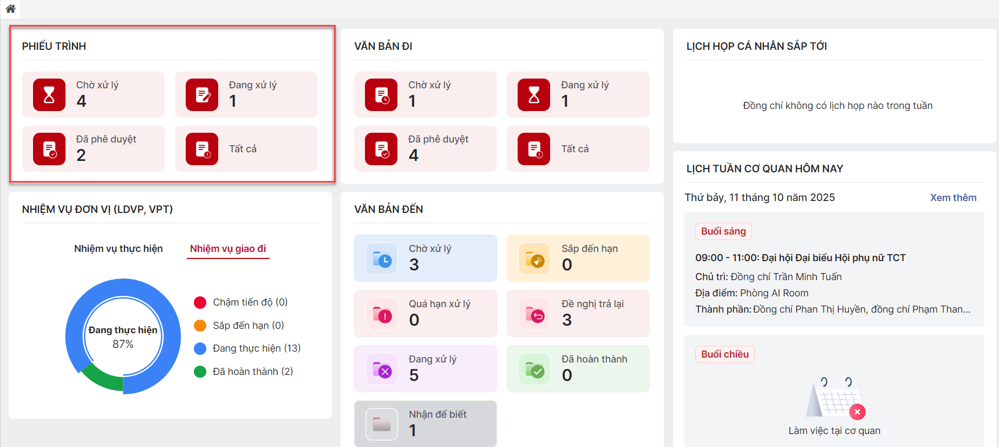 PHIẾU TRÌNH
Chờ xử lý
4
Đang xử lý
1
Đã phê duyệt
2
Tất cả
VĂN BẢN ĐI
Chờ xử lý
1
Đang xử lý
1
Đã phê duyệt
4
Tất cả
LỊCH HỌP CÁ NHÂN SẮP TỚI
Đồng chí không có lịch họp nào trong tuần
NHIỆM VỤ ĐƠN VỊ (LDVP, VPT)
Nhiệm vụ thực hiện
Nhiệm vụ giao đi
Đang thực hiện
87%
Chậm tiến độ (0)
Sắp đến hạn (0)
Đang thực hiện (13)
Đã hoàn thành (2)
VĂN BẢN ĐẾN
Chờ xử lý
3
Sắp đến hạn
0
Quá hạn xử lý
0
Đề nghị trả lại
3
Đang xử lý
5
Đã hoàn thành
0
Nhận để biết
1
LỊCH TUẦN CƠ QUAN HÔM NAY
Thứ bảy, 11 tháng 10 năm 2025
Xem thêm
Buổi sáng
09:00 - 11:00: Đại hội Đại biểu Hội phụ nữ TCT
Chủ trì: Đồng chí Trần Minh Tuấn
Địa điểm: Phòng AI Room
Thành phần: Đồng chí Phan Thị Huyền, đồng chí Phạm Than...
Buổi chiều
Làm việc tại cơ quan